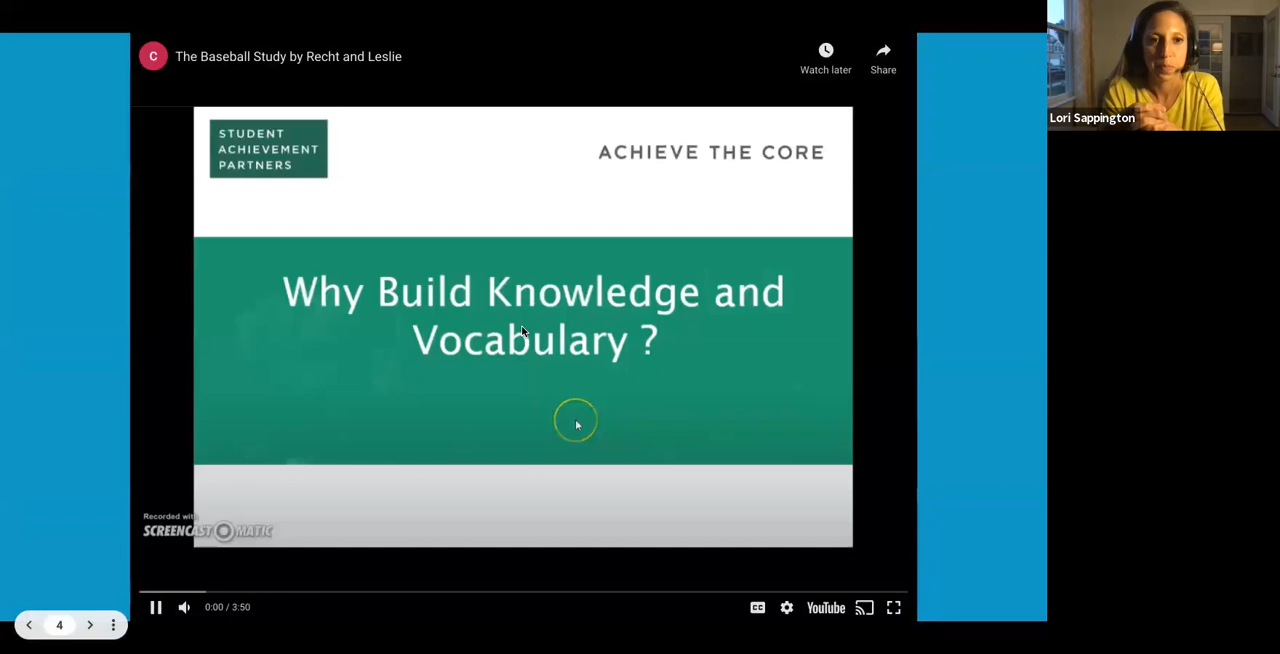 C
The Baseball Study by Recht and Leslie
Watch later
Share
Lori Sappington
STUDENT
ACHIEVEMENT
PARTNERS
ACHIEVE THE CORE
Why Build Knowledge and
Vocabulary ?
Recorded with
SCREENCAST-O-MATIC
0:00 / 3:50
CC
YouTube
4